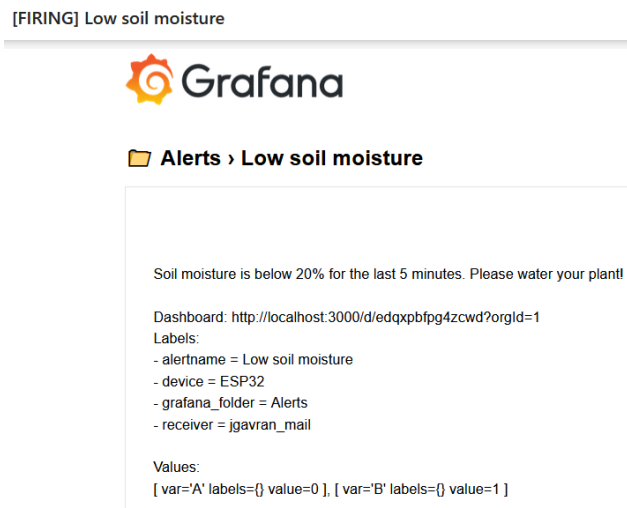 [FIRING] Low soil moisture
Grafana
Alerts › Low soil moisture
Soil moisture is below 20% for the last 5 minutes. Please water your plant!
Dashboard: http://localhost:3000/d/edqxpbfpg4zcwd?orgId=1
Labels:
- alertname = Low soil moisture
- device = ESP32
- grafana_folder = Alerts
- receiver = jgavran_mail
Values:
[ var='A' labels={} value=0 ], [ var='B' labels={} value=1 ]